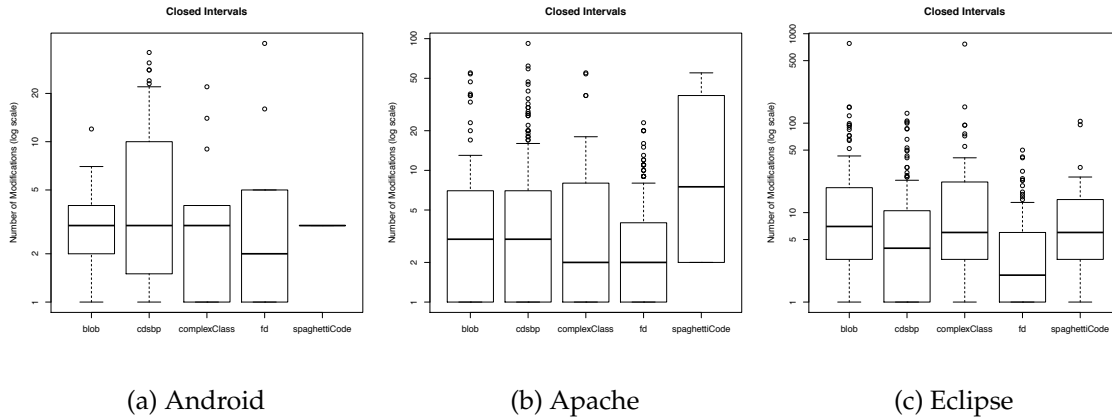 Closed Intervals
Number of Modifications (log scale)
20
10
5
2
1
blob
cdsbp
complexClass
fd
spaghettiCode
(a) Android
Closed Intervals
Number of Modifications (log scale)
100
50
20
10
5
2
1
blob
cdsbp
complexClass
fd
spaghettiCode
(b) Apache
Closed Intervals
Number of Modifications (log scale)
1000
500
100
50
10
5
1
blob
cdsbp
complexClass
fd
spaghettiCode
(c) Eclipse